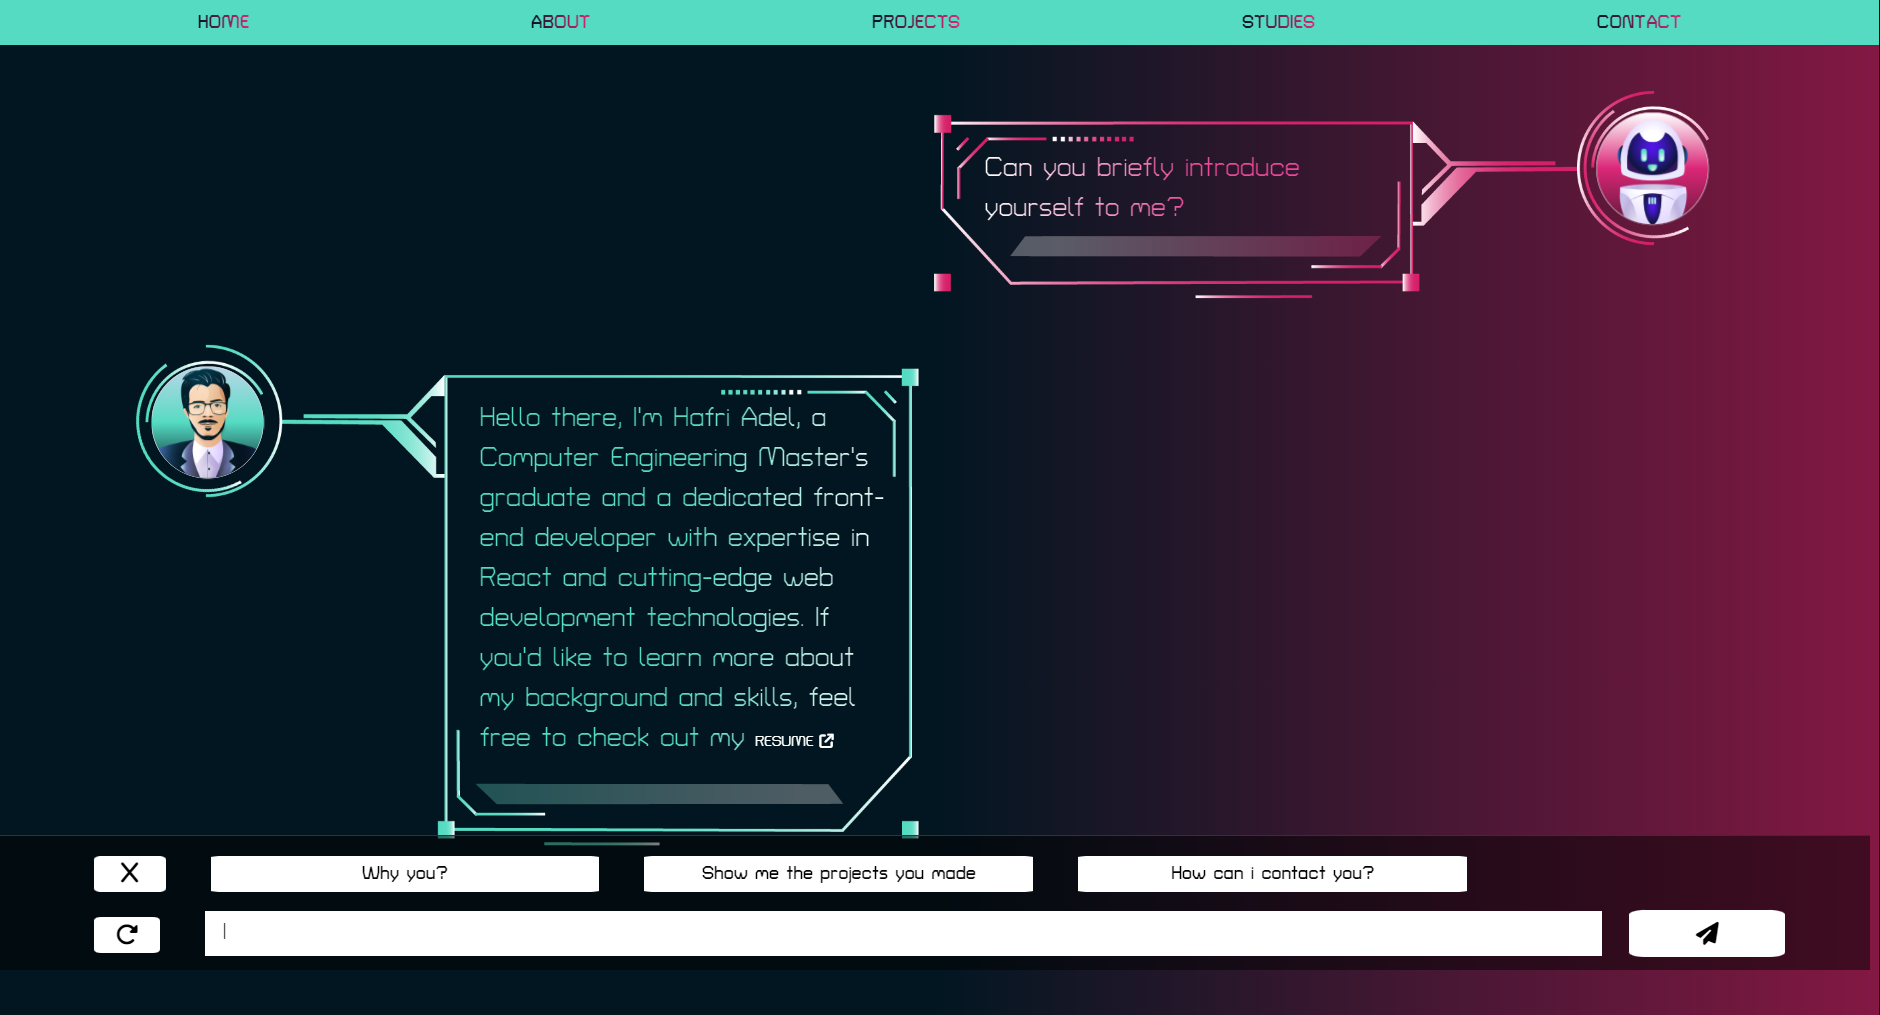 HOME ABOUT PROJECTS STUDIES CONTACT
Can you briefly introduce
yourself to me?
Hello there, I'm Hafri Adel, a
Computer Engineering Master's
graduate and a dedicated front-
end developer with expertise in
React and cutting-edge web
development technologies. If
you'd like to learn more about
my background and skills, feel
free to check out my RESUME
X Why you? Show me the projects you made How can i contact you?